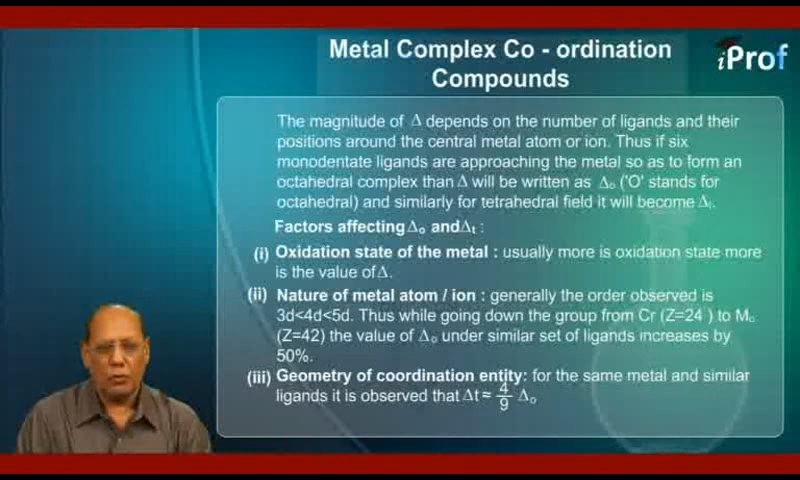 Metal Complex Co - ordination
Compounds
iProf
The magnitude of Δ depends on the number of ligands and their
positions around the central metal atom or ion. Thus if six
monodentate ligands are approaching the metal so as to form an
octahedral complex than Δ will be written as Δₒ ('O' stands for
octahedral) and similarly for tetrahedral field it will become Δₜ.
Factors affecting Δₒ and Δₜ :
(i) Oxidation state of the metal : usually more is oxidation state more
is the value of Δ.
(ii) Nature of metal atom / ion : generally the order observed is
3d<4d<5d. Thus while going down the group from Cr (Z=24 ) to Mₒ
(Z=42) the value of Δₒ under similar set of ligands increases by
50%.
(iii) Geometry of coordination entity: for the same metal and similar
ligands it is observed that Δt ≈ 4/9 Δₒ